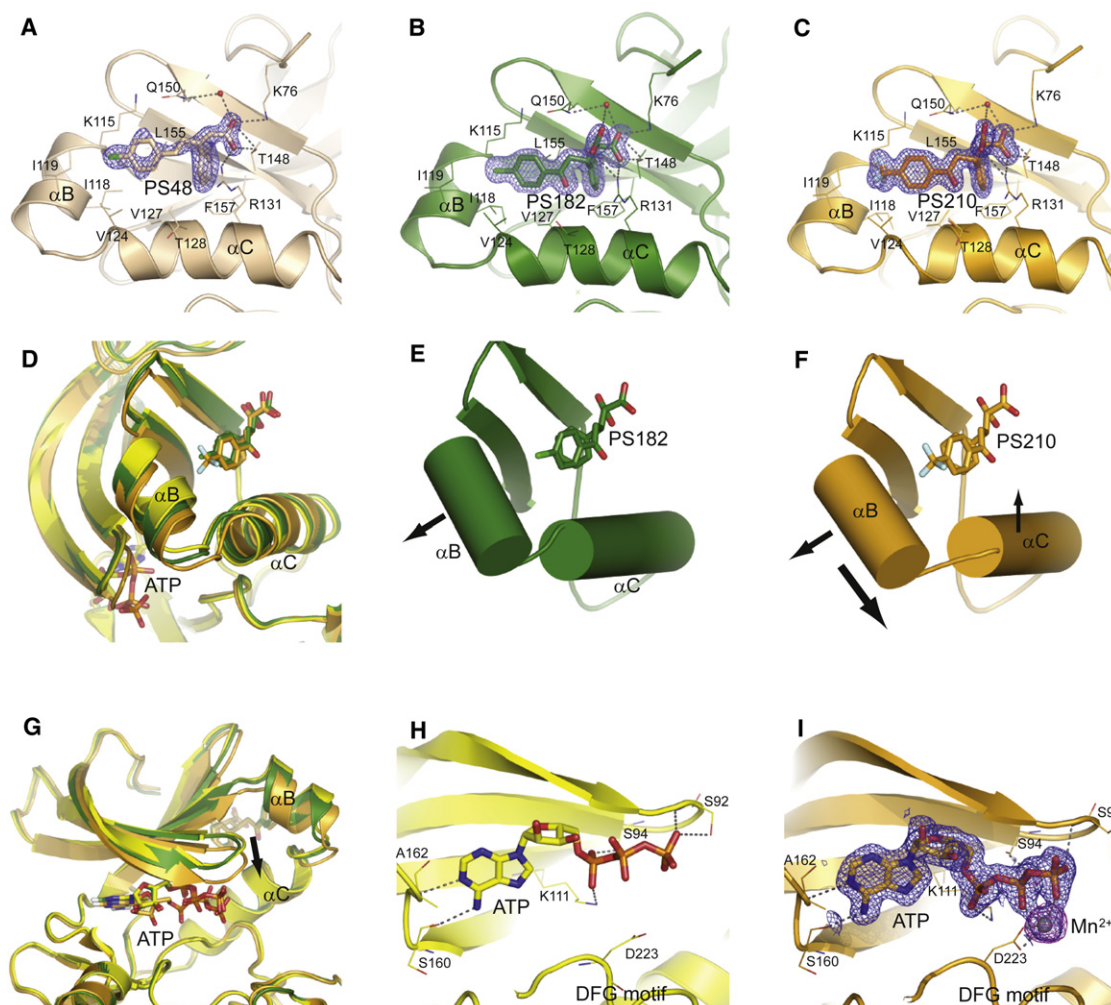 A
Q150
K76
K115
L155
I119
PS48
T148
αB
I118
V127
F157
R131
V124
T128
αC
B
Q150
K76
K115
L155
I119
T148
αB
I118
PS182
V127
F157
R131
V124
T128
αC
C
Q150
K76
K115
L155
I119
T148
αB
I118
PS210
V127
F157
R131
V124
T128
αC
D
αB
αC
ATP
E
PS182
αB
αC
F
PS210
αB
αC
G
αB
αC
ATP
H
S92
S94
A162
K111
ATP
S160
D223
DFG motif
I
S94
A162
K111
ATP
Mn²⁺
S160
D223
DFG motif